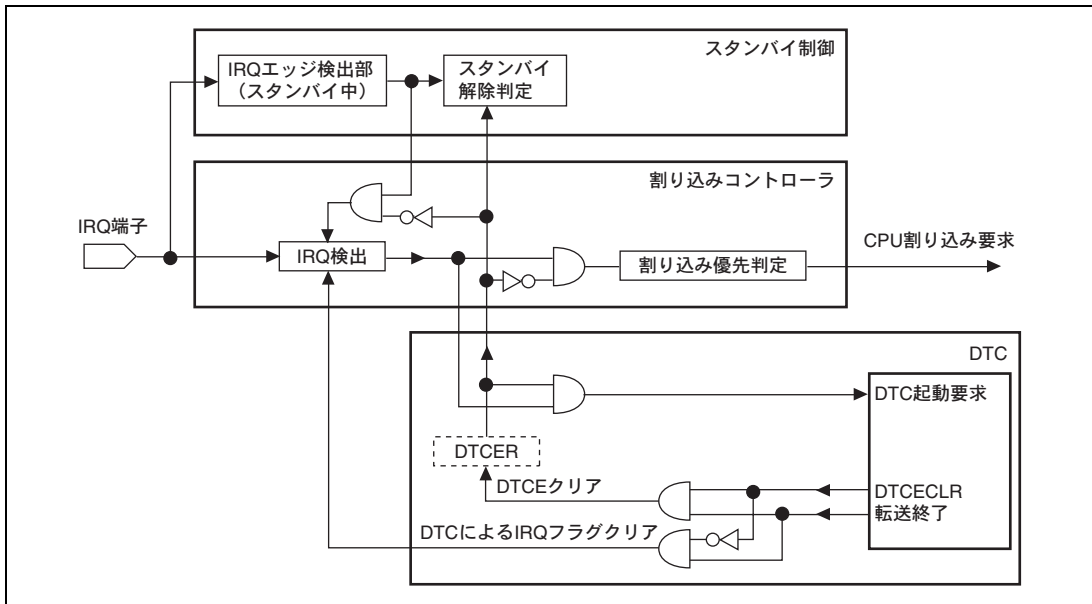 スタンバイ制御
IRQエッジ検出部
（スタンバイ中）
スタンバイ
解除判定
割り込みコントローラ
IRQ端子
IRQ検出
割り込み優先判定
CPU割り込み要求
DTC
DTC起動要求
DTCER
DTCEクリア
DTCECLR
転送終了
DTCによるIRQフラグクリア